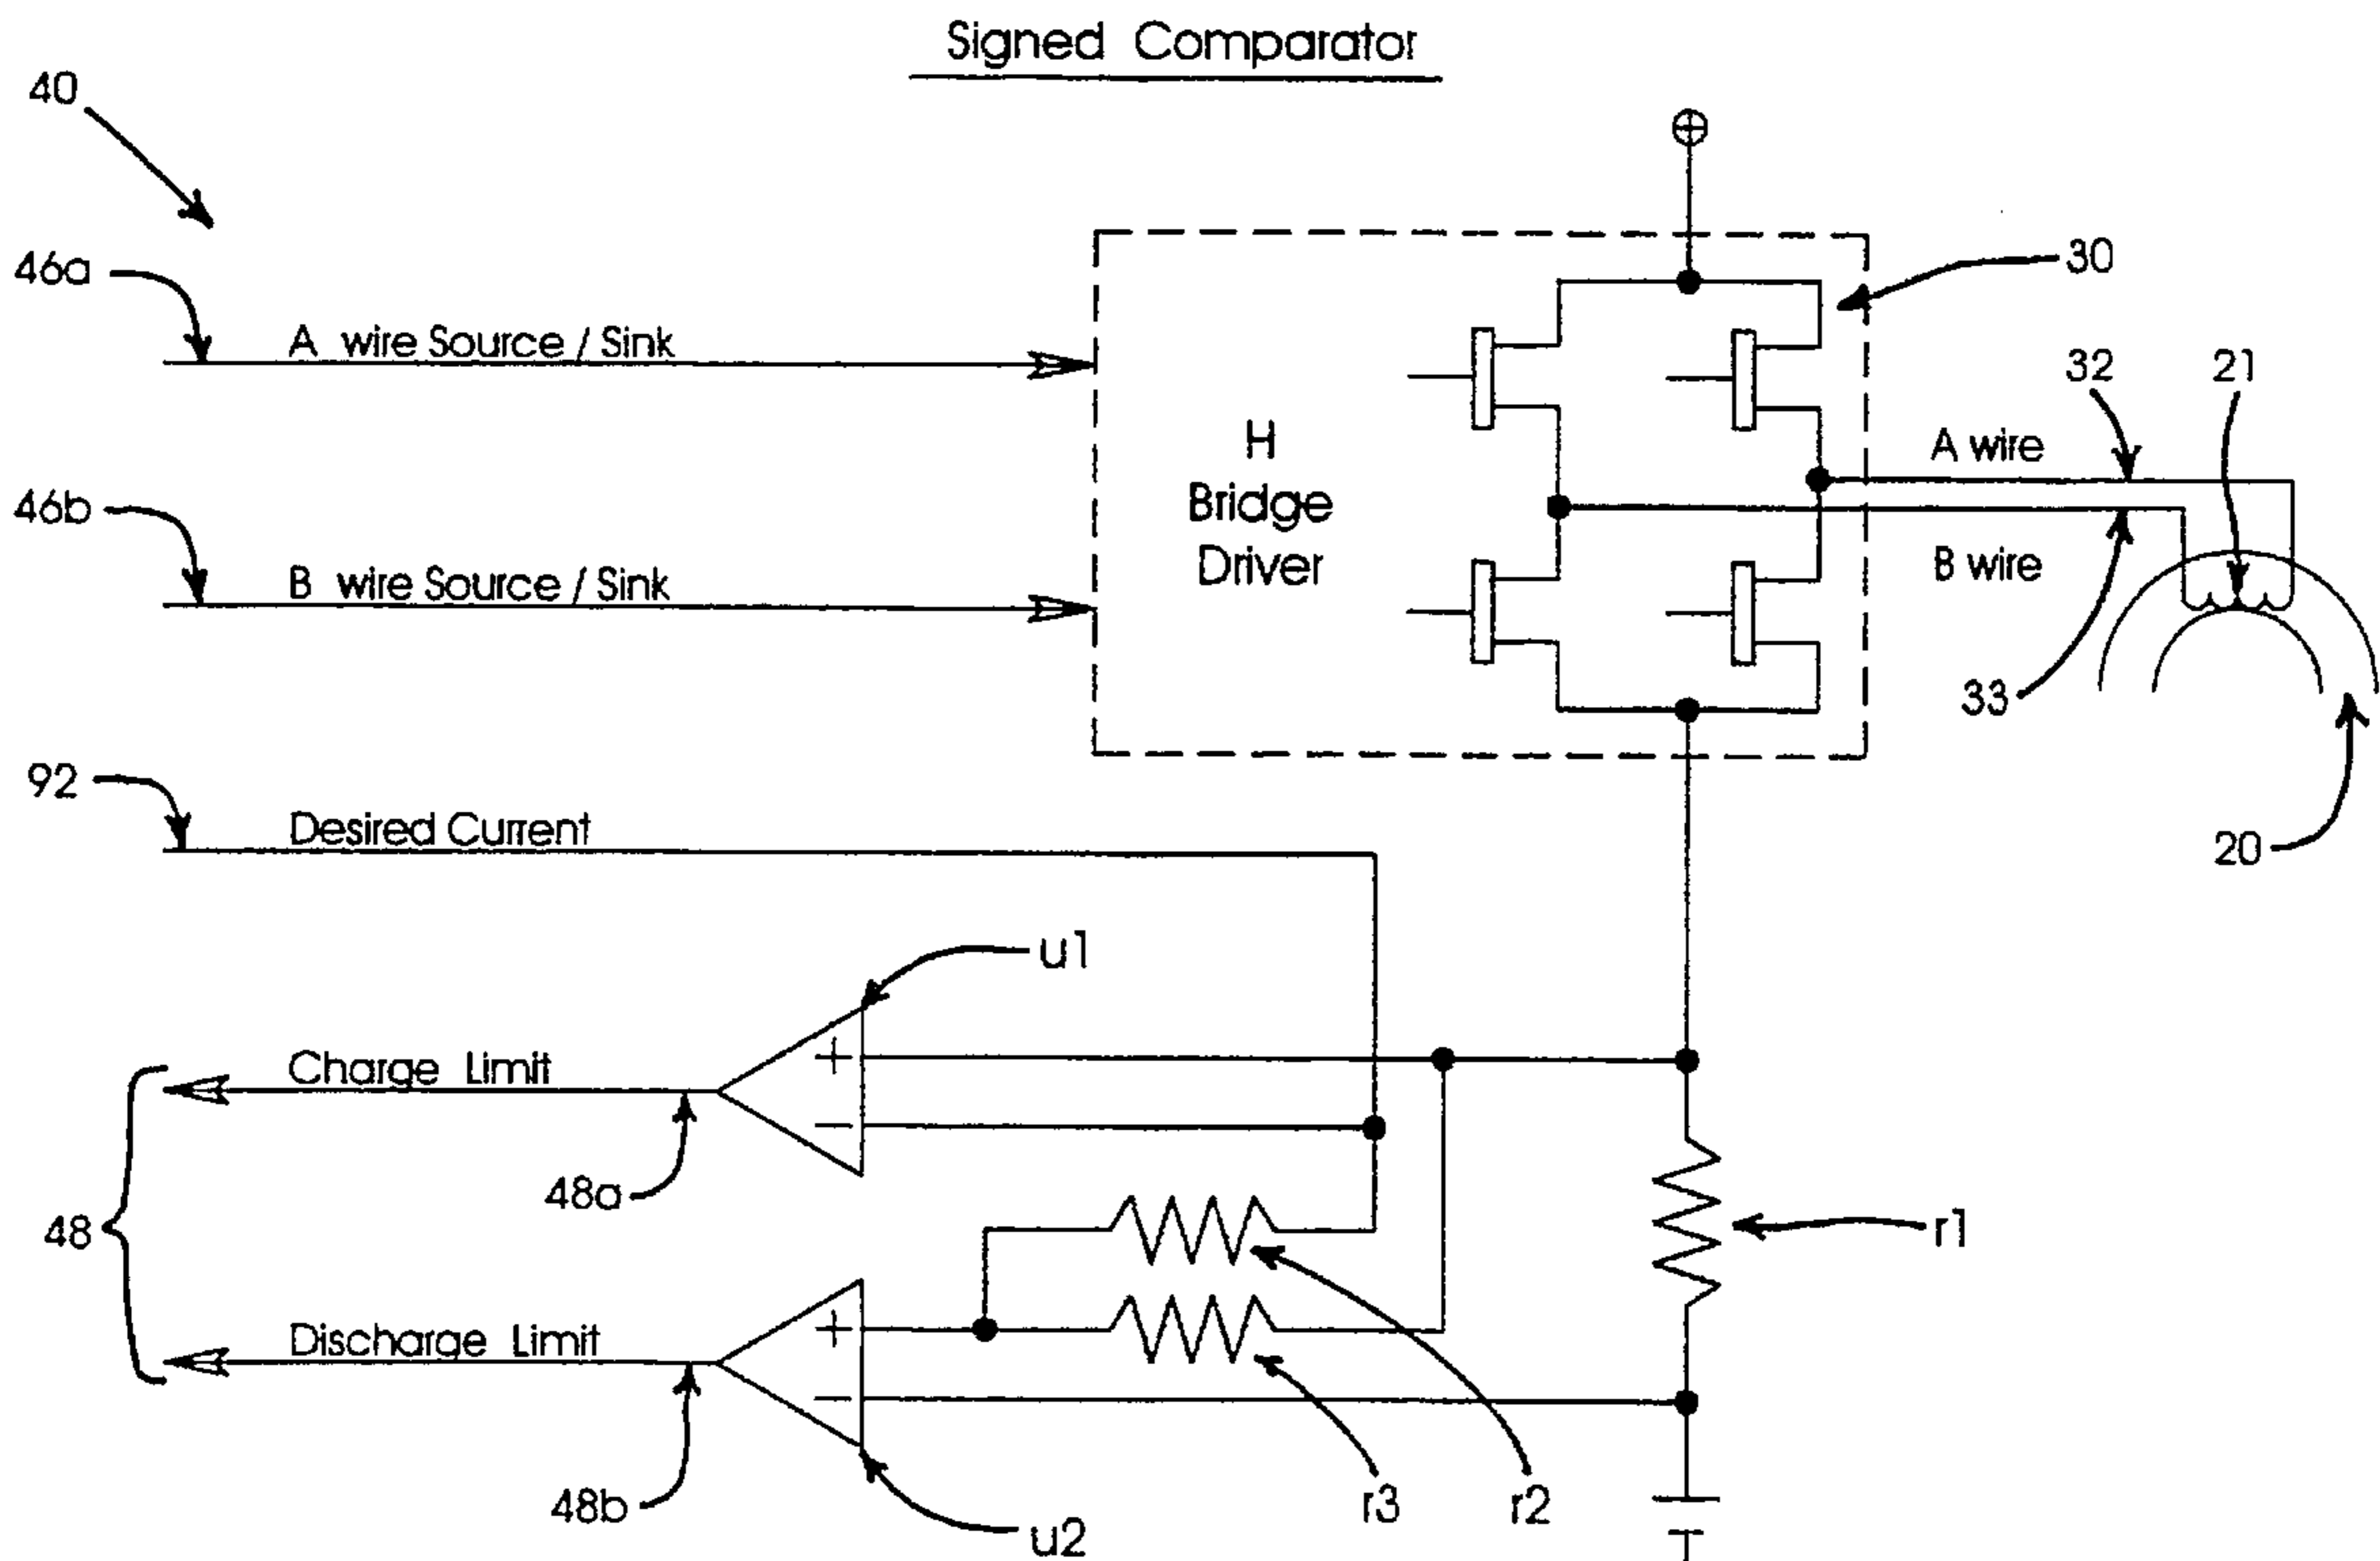 Signed Comparator
40
46a
A wire Source / Sink
30
32
21
A wire
H
Bridge
Driver
46b
B wire Source / Sink
B wire
33
92
Desired Current
20
u1
Charge Limit
+
−
48a
48
r1
Discharge Limit
+
−
48b
u2
r3
r2